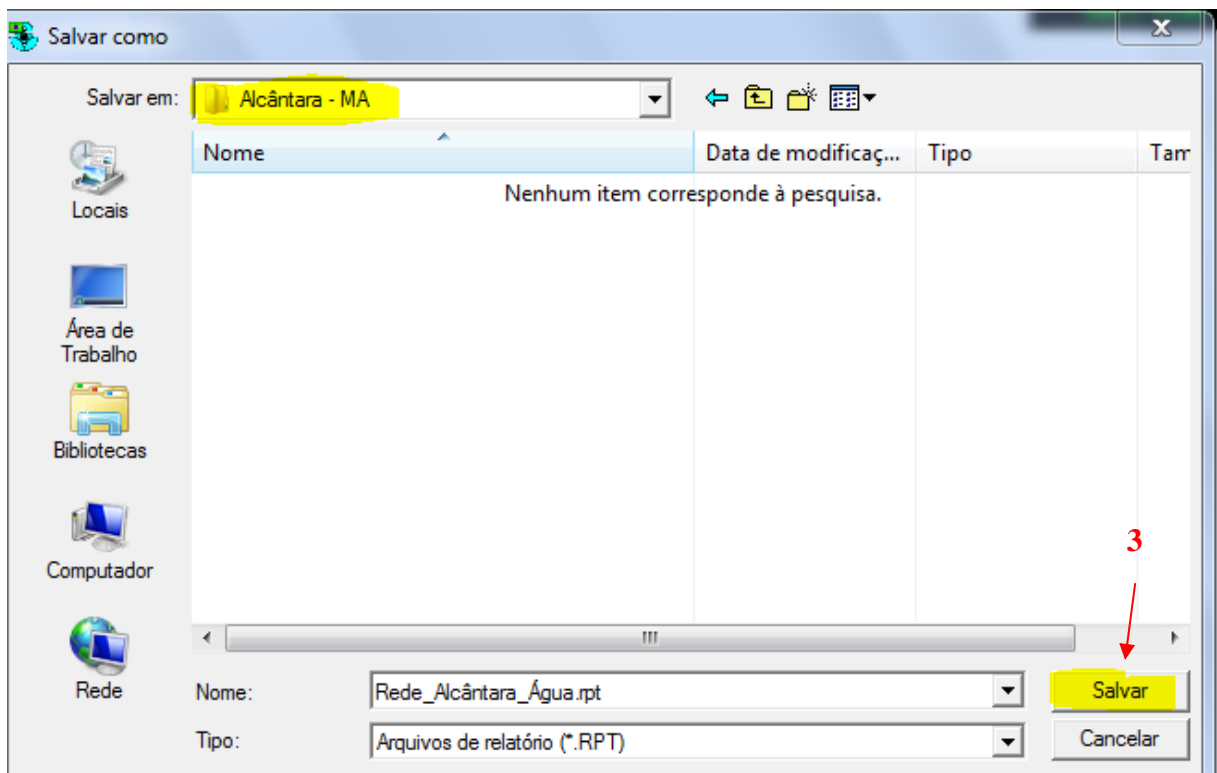 Salvar como
Salvar em: Alcântara - MA
Nome Data de modificaç... Tipo Tam
Nenhum item corresponde à pesquisa.
Locais
Área de
Trabalho
Bibliotecas
Computador
3
Rede
Nome: Rede_Alcântara_Água.rpt Salvar
Tipo: Arquivos de relatório (*.RPT) Cancelar